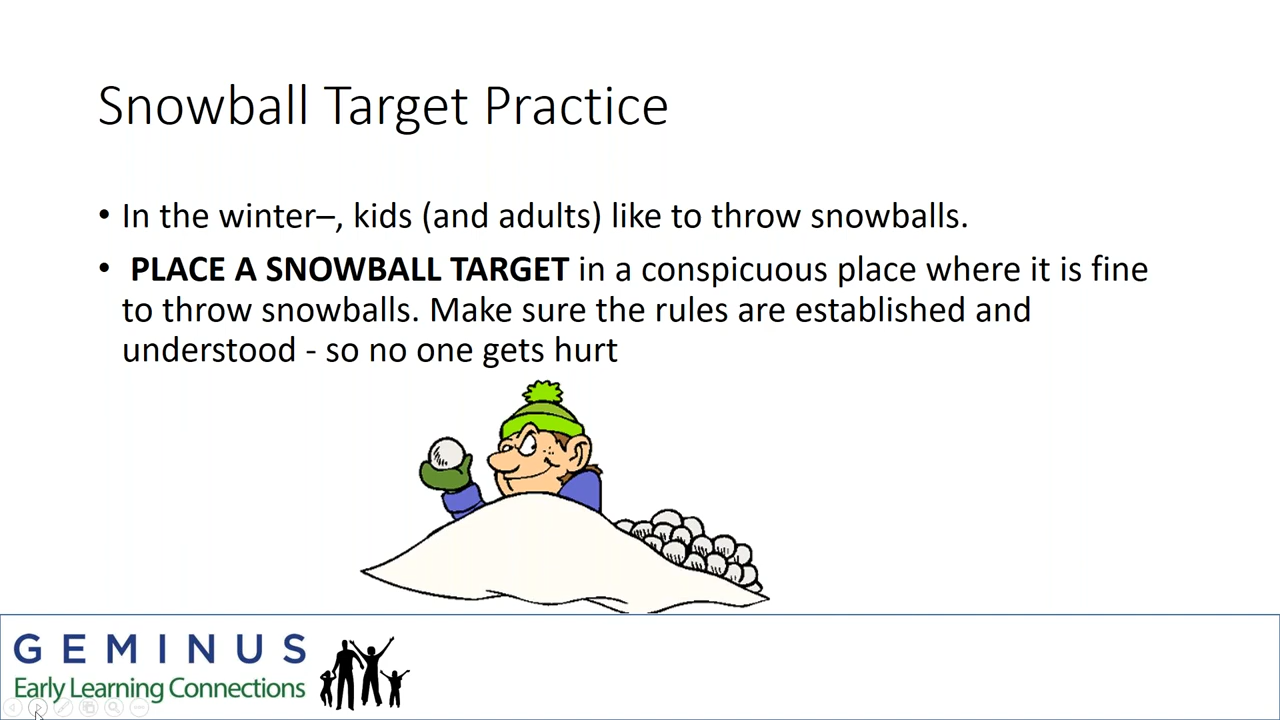 Snowball Target Practice
• In the winter–, kids (and adults) like to throw snowballs.
• PLACE A SNOWBALL TARGET in a conspicuous place where it is fine
to throw snowballs. Make sure the rules are established and
understood - so no one gets hurt
GEMINUS
Early Learning Connections